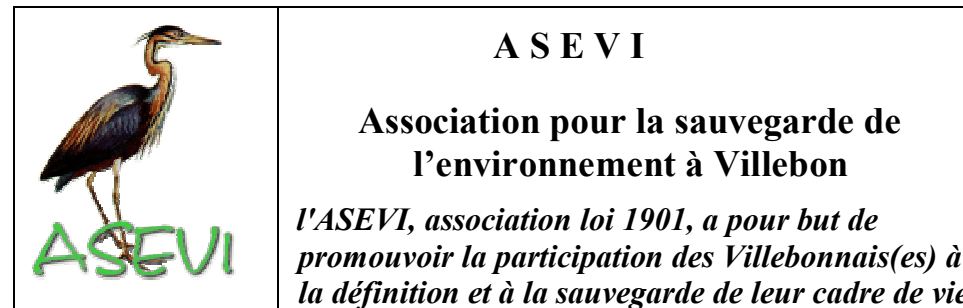 ASEVI
A S E V I
Association pour la sauvegarde de
l’environnement à Villebon
l'ASEVI, association loi 1901, a pour but de
promouvoir la participation des Villebonnais(es) à
la définition et à la sauvegarde de leur cadre de vie